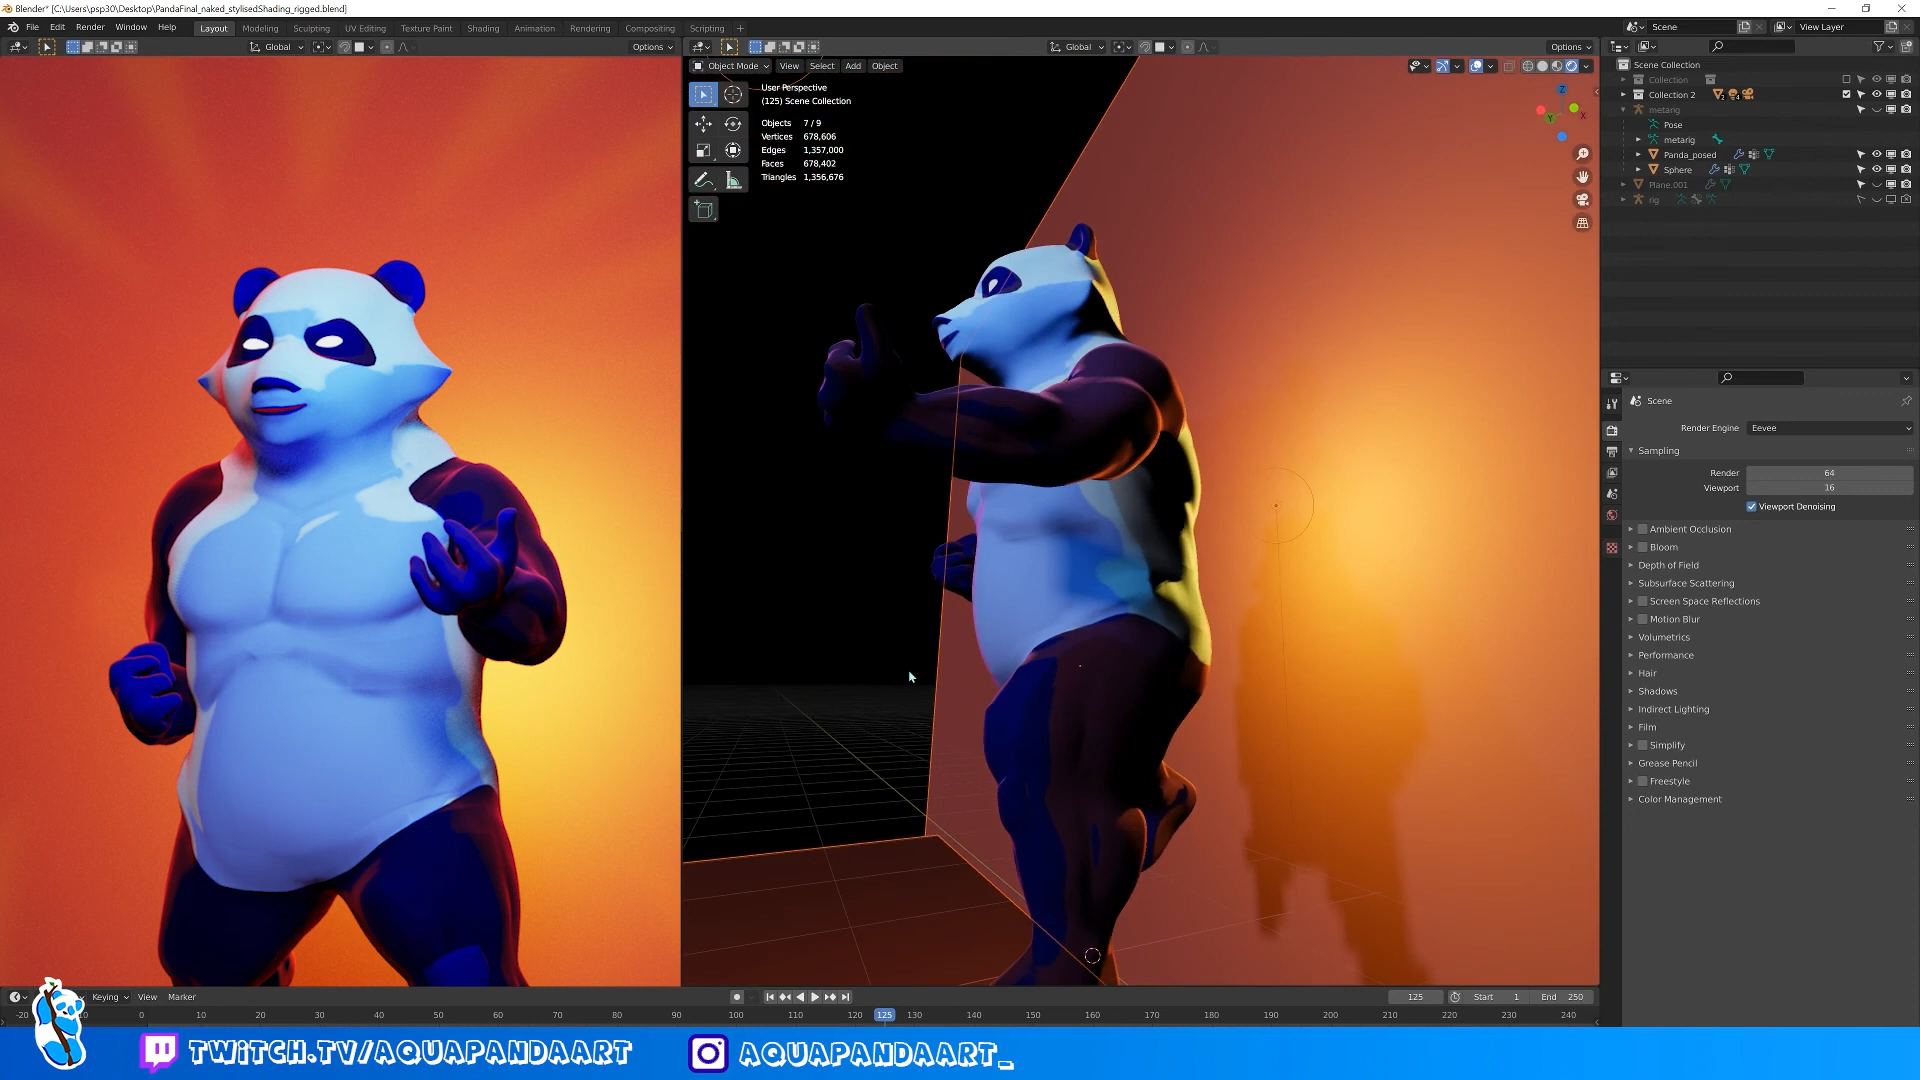 Blender* [C:\Users\psp30\Desktop\PandaFinal_naked_stylisedShading_rigged.blend]
File Edit Render Window Help
Layout Modeling Sculpting UV Editing Texture Paint Shading Animation Rendering Compositing Scripting +
Scene
View Layer
Global
Options
Global
Options
Object Mode View Select Add Object
User Perspective
(125) Scene Collection
Objects 7 / 9
Vertices 678,606
Edges 1,357,000
Faces 678,402
Triangles 1,356,676
Z
X
Y
Scene Collection
Collection
Collection 2
metarig
Pose
metarig
Panda_posed
Sphere
Plane.001
rig
Scene
Render Engine Eevee
Sampling
Render 64
Viewport 16
Viewport Denoising
Ambient Occlusion
Bloom
Depth of Field
Subsurface Scattering
Screen Space Reflections
Motion Blur
Volumetrics
Performance
Hair
Shadows
Indirect Lighting
Film
Simplify
Grease Pencil
Freestyle
Color Management
Keying View Marker
125
Start 1
End 250
-20 0 10 20 30 40 50 60 70 80 90 100 110 120 125 130 140 150 160 170 180 190 200 210 220 230 240
TWITCH.TV/AQUAPANDAART
AQUAPANDAART_